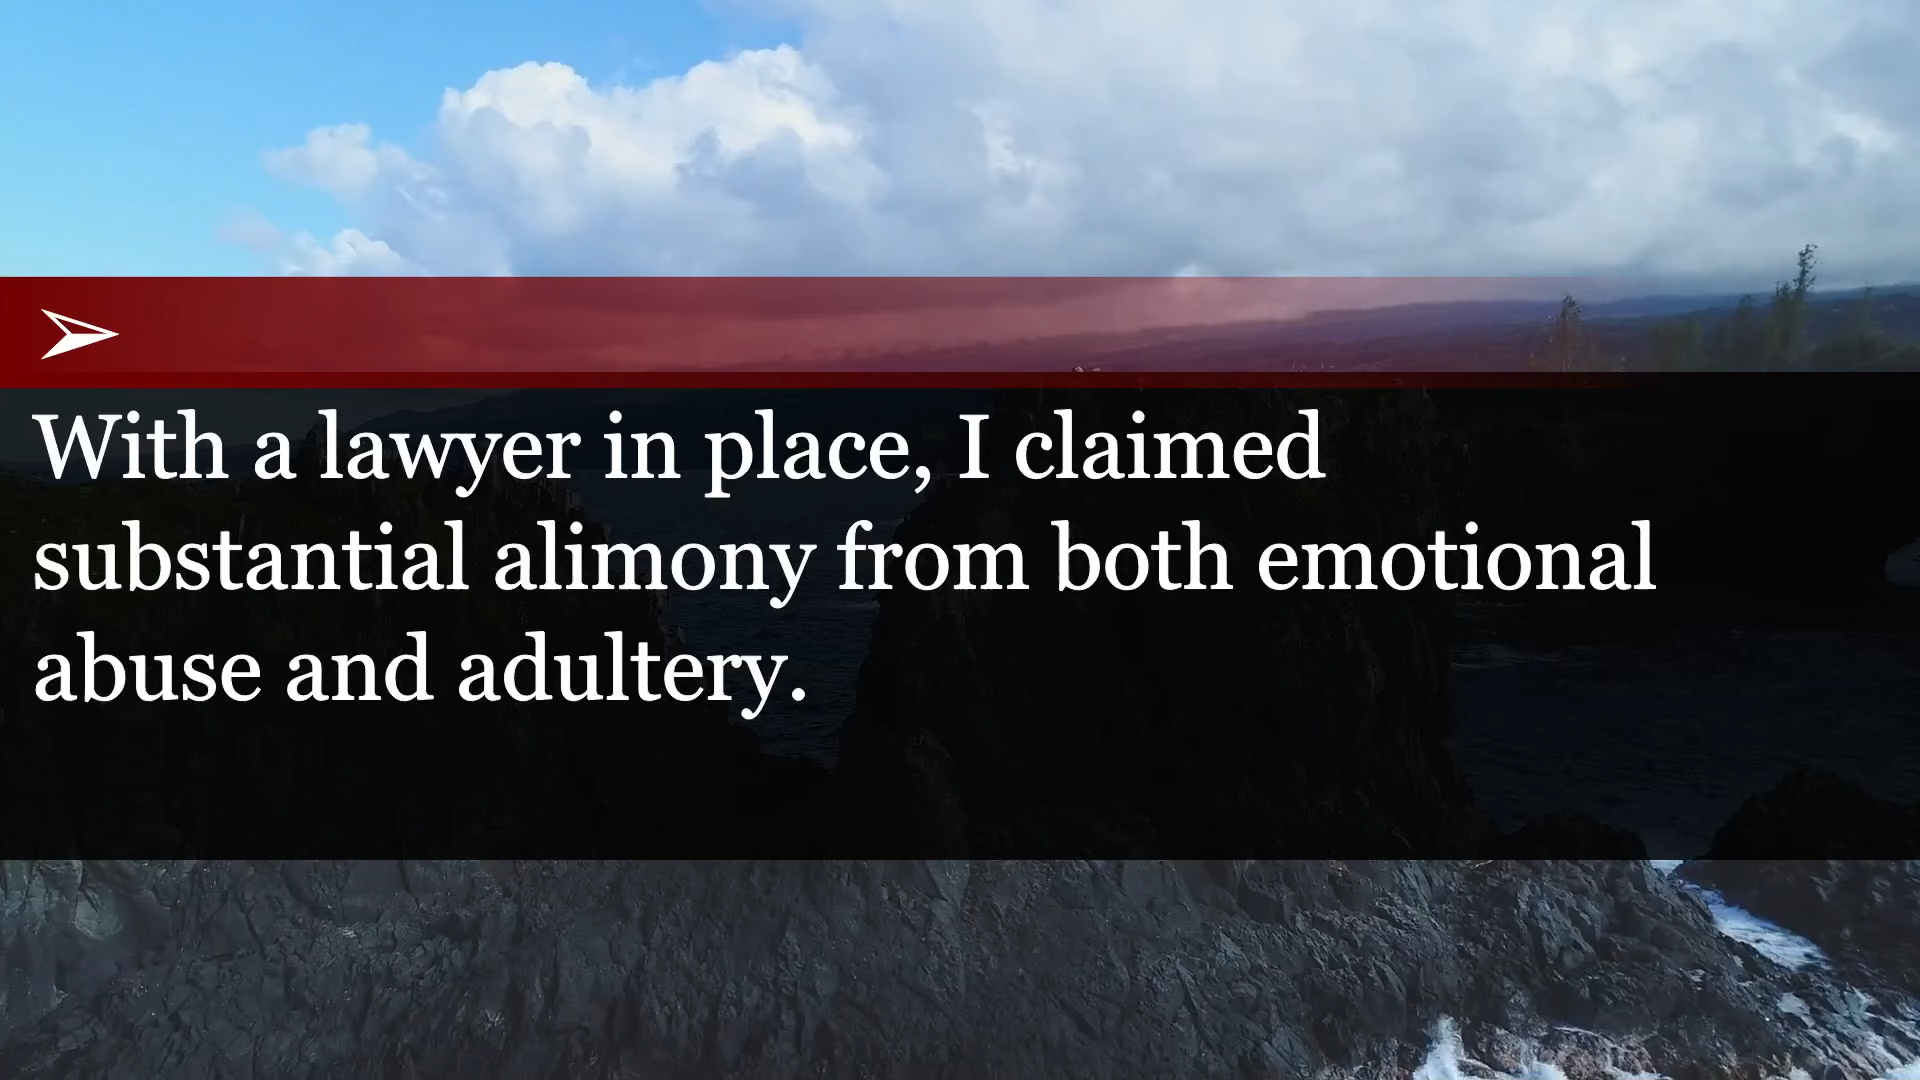 With a lawyer in place, I claimed
substantial alimony from both emotional
abuse and adultery.